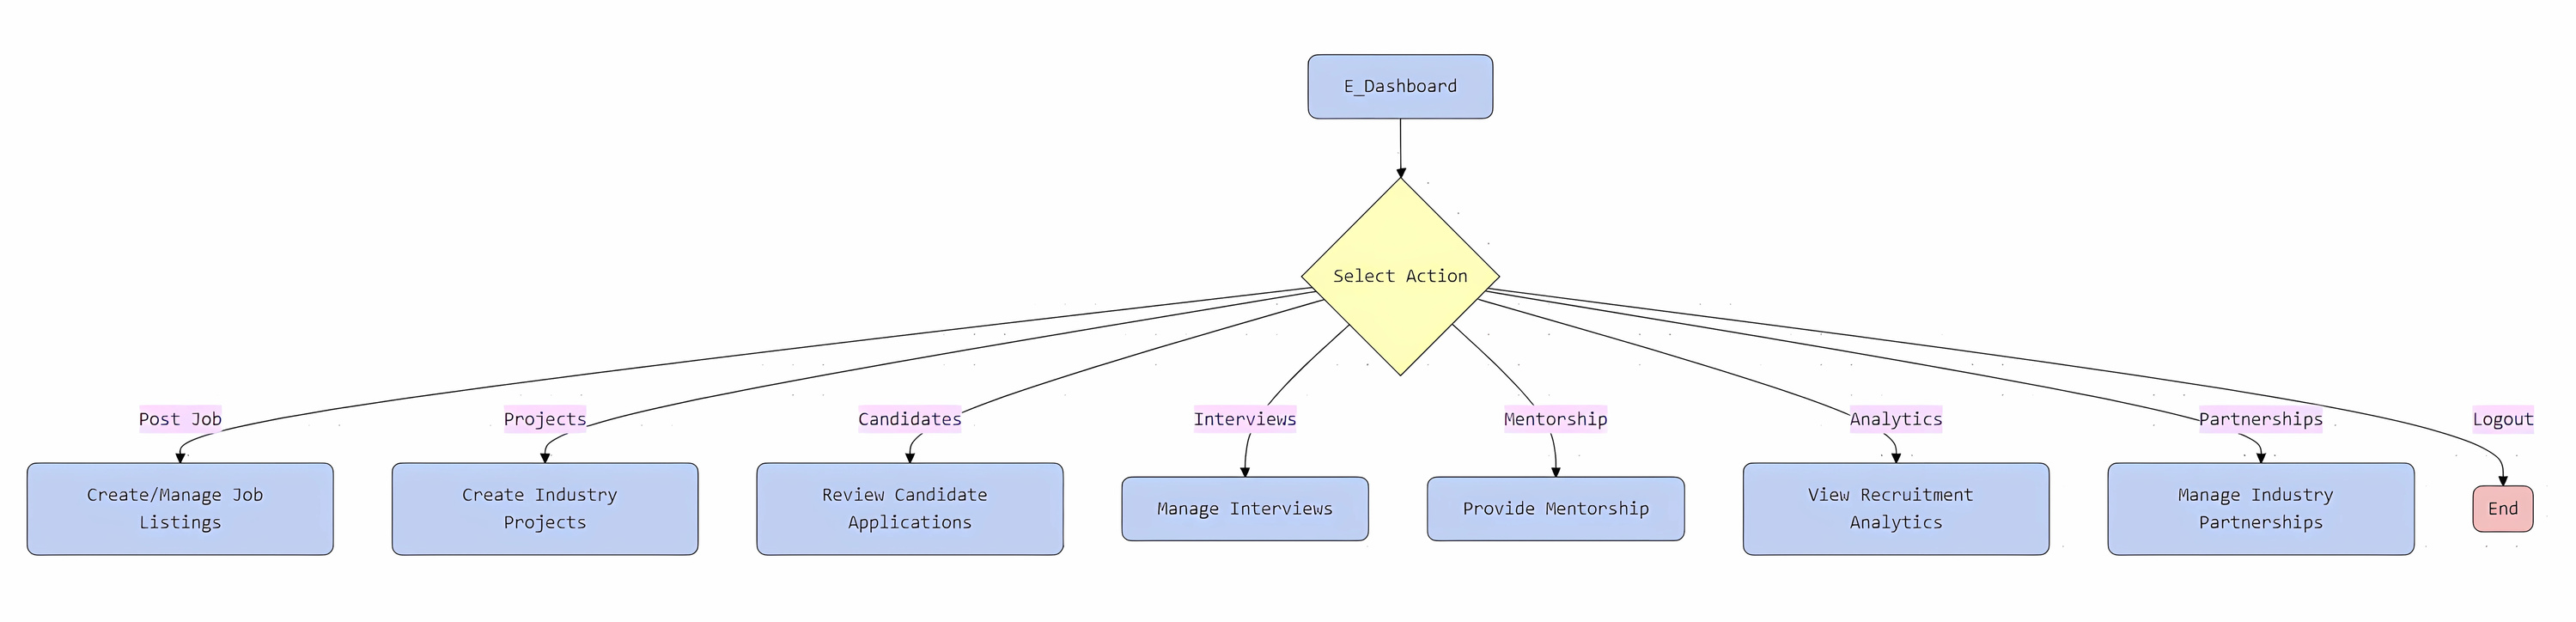 E_Dashboard
Select Action
Post Job
Projects
Candidates
Interviews
Mentorship
Analytics
Partnerships
Logout
Create/Manage Job
Listings
Create Industry
Projects
Review Candidate
Applications
Manage Interviews
Provide Mentorship
View Recruitment
Analytics
Manage Industry
Partnerships
End